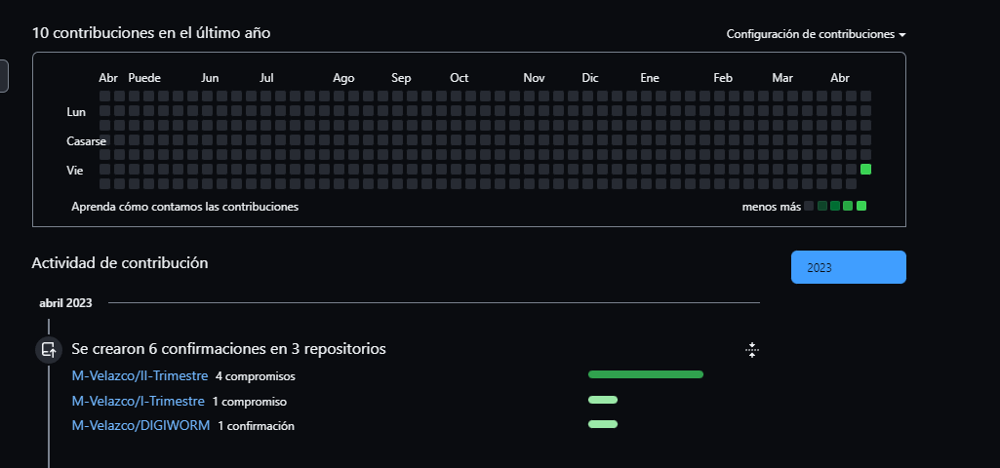 10 contribuciones en el último año
Configuración de contribuciones
Abr Puede Jun Jul Ago Sep Oct Nov Dic Ene Feb Mar Abr
Lun
Casarse
Vie
Aprenda cómo contamos las contribuciones
menos más
Actividad de contribución
2023
abril 2023
Se crearon 6 confirmaciones en 3 repositorios
M-Velazco/II-Trimestre 4 compromisos
M-Velazco/I-Trimestre 1 compromiso
M-Velazco/DIGIWORM 1 confirmación